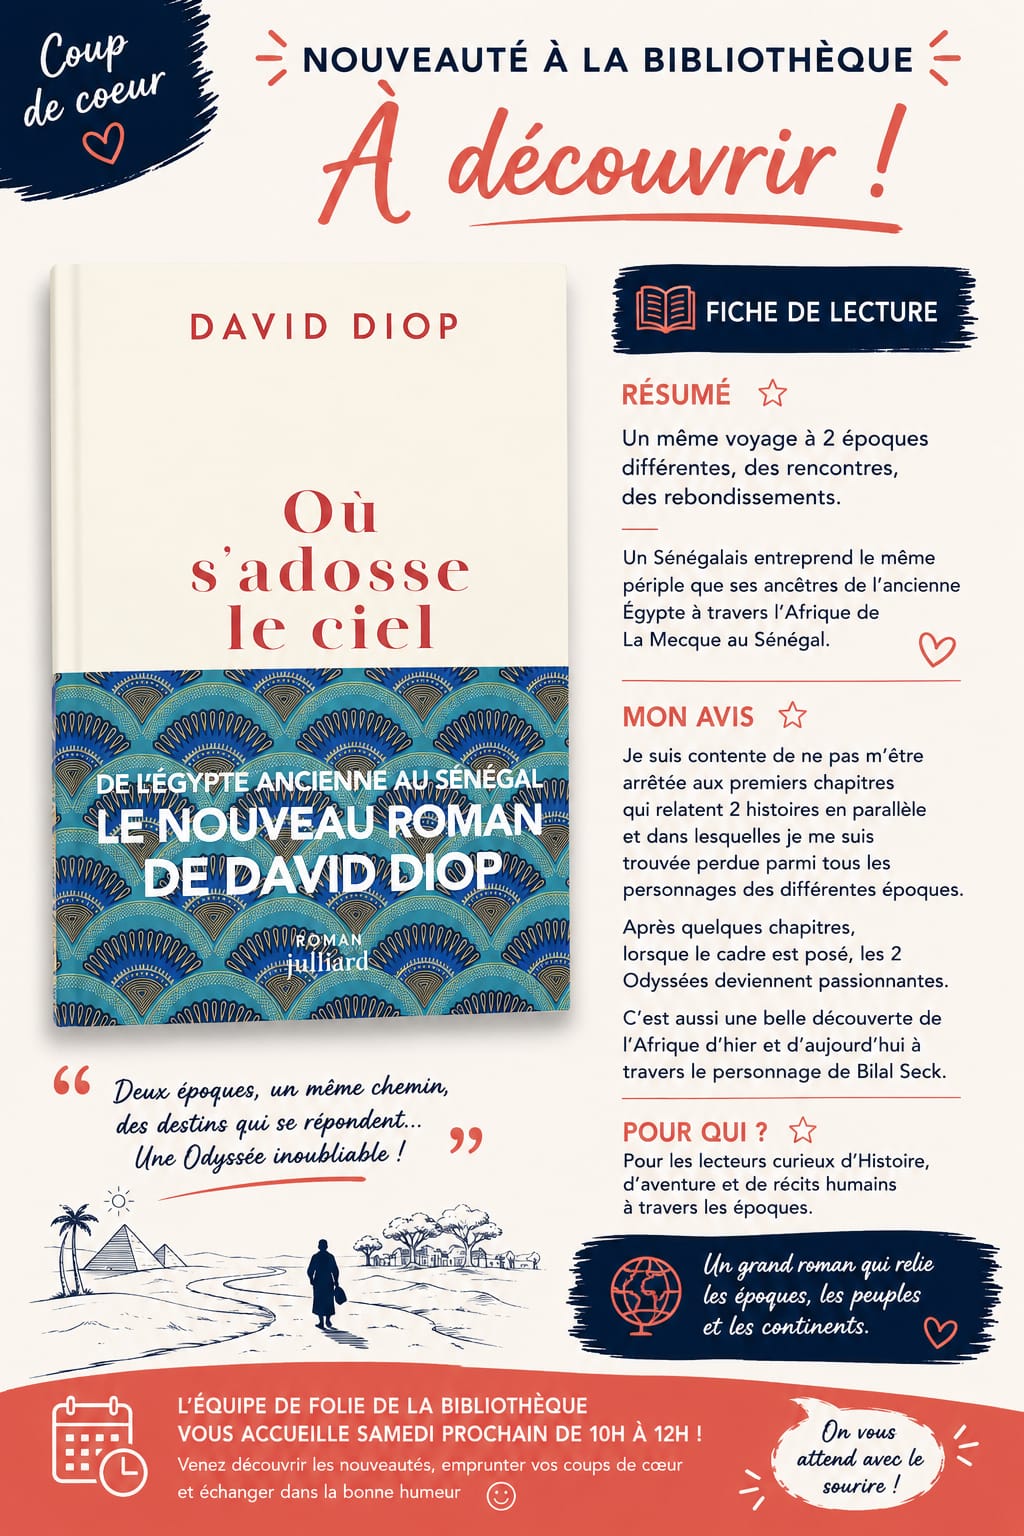 Coup
de coeur
NOUVEAUTÉ À LA BIBLIOTHÈQUE
À découvrir !
DAVID DIOP
Où
s'adosse
le ciel
DE L'ÉGYPTE ANCIENNE AU SÉNÉGAL
LE NOUVEAU ROMAN
DE DAVID DIOP
ROMAN
julliard
“ Deux époques, un même chemin,
des destins qui se répondent...
Une Odyssée inoubliable ! ”
FICHE DE LECTURE
RÉSUMÉ
Un même voyage à 2 époques
différentes, des rencontres,
des rebondissements.
Un Sénégalais entreprend le même
périple que ses ancêtres de l'ancienne
Égypte à travers l'Afrique de
La Mecque au Sénégal.
MON AVIS
Je suis contente de ne pas m'être
arrêtée aux premiers chapitres
qui relatent 2 histoires en parallèle
et dans lesquelles je me suis
trouvée perdue parmi tous les
personnages des différentes époques.
Après quelques chapitres,
lorsque le cadre est posé, les 2
Odyssées deviennent passionnantes.
C'est aussi une belle découverte de
l'Afrique d'hier et d'aujourd'hui à
travers le personnage de Bilal Seck.
POUR QUI ?
Pour les lecteurs curieux d'Histoire,
d'aventure et de récits humains
à travers les époques.
Un grand roman qui relie
les époques, les peuples
et les continents.
L'ÉQUIPE DE FOLIE DE LA BIBLIOTHÈQUE
VOUS ACCUEILLE SAMEDI PROCHAIN DE 10H À 12H !
Venez découvrir les nouveautés, emprunter vos coups de cœur
et échanger dans la bonne humeur
On vous
attend avec le
sourire !